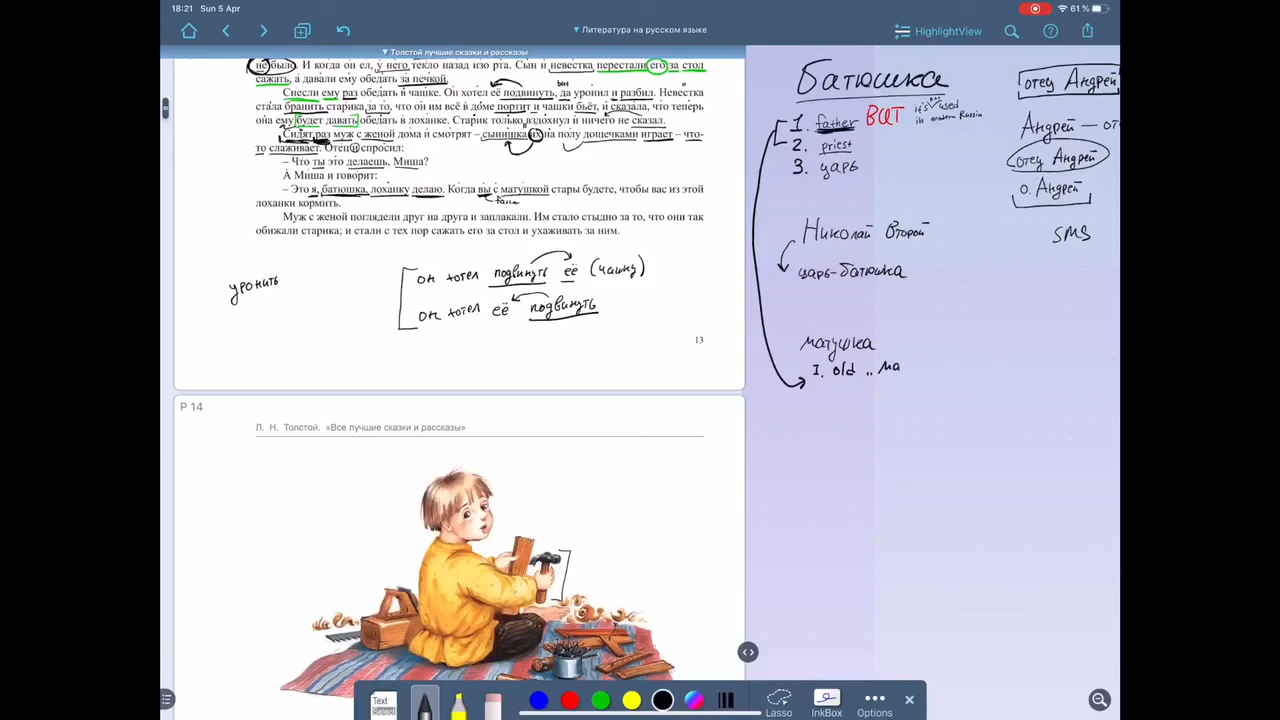 18:21 Sun 5 Apr
61 %
Литература на русском языке
HighlightView
Толстой лучшие сказки и рассказы
не было. И когда он ел, у него текло назад изо рта. Сын и невестка перестали его за стол
сажать, а давали ему обедать за печкой.
Снесли ему раз обедать в чашке. Он хотел её подвинуть, да уронил и разбил. Невестка
стала бранить старика за то, что он им всё в доме портит и чашки бьёт, и сказала, что теперь
она ему будет давать обедать в лоханке. Старик только вздохнул и ничего не сказал.
Сидят раз муж с женой дома и смотрят – сынишка их на полу дощечками играет – что-
то слаживает. Отец спросил:
– Что ты это делаешь, Миша?
А Миша и говорит:
– Это я, батюшка, лоханку делаю. Когда вы с матушкой стары будете, чтобы вас из этой
лоханки кормить.
Муж с женой поглядели друг на друга и заплакали. Им стало стыдно за то, что они так
обижали старика; и стали с тех пор сажать его за стол и ухаживать за ним.
уронить
он хотел подвинуть её (чашку)
он хотел её подвинуть
13
P 14
Л. Н. Толстой. «Все лучшие сказки и рассказы»
Батюшка
1. father
2. priest
3. царь
Николай Второй
царь-батюшка
матушка
1. old
отец Андрей
Андрей –
отец Андрей
о. Андрей
SMS
Text
Select
Lasso
InkBox
Options